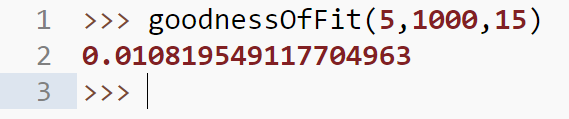 1 >>> goodnessOfFit(5,1000,15)
2 0.010819549117704963
3 >>>